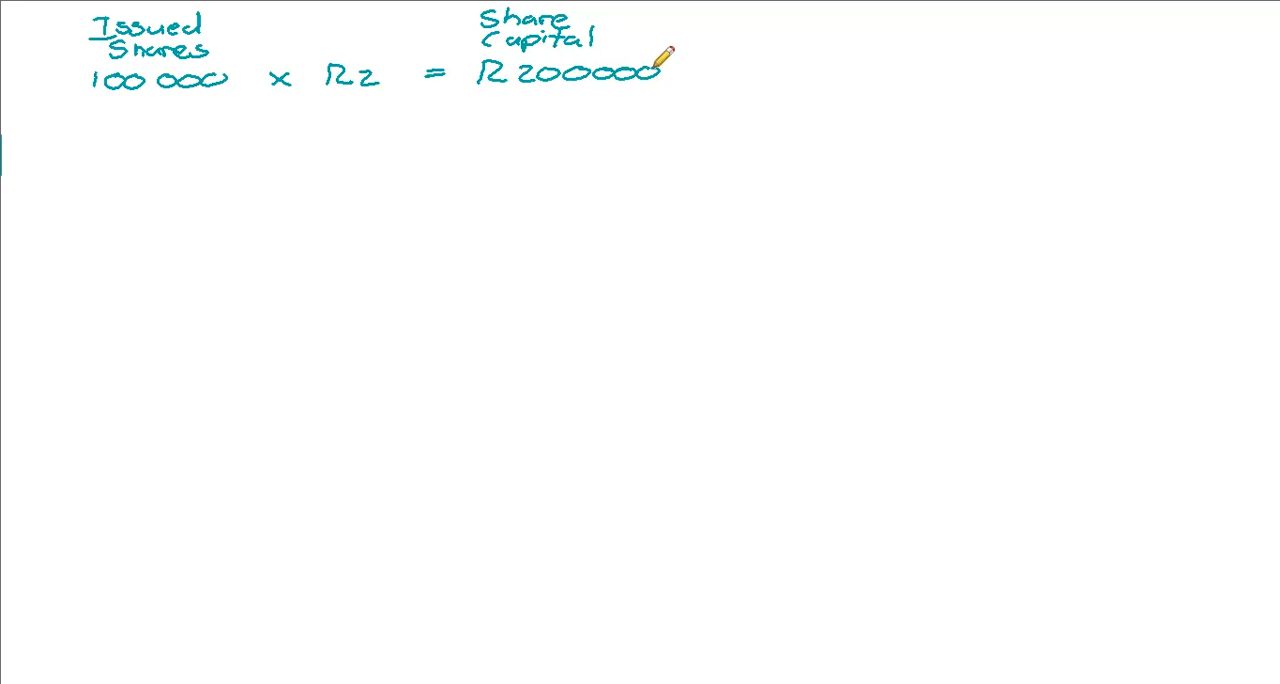 Issued
Shares
Share
Capital
100 000 x R2 = R200000